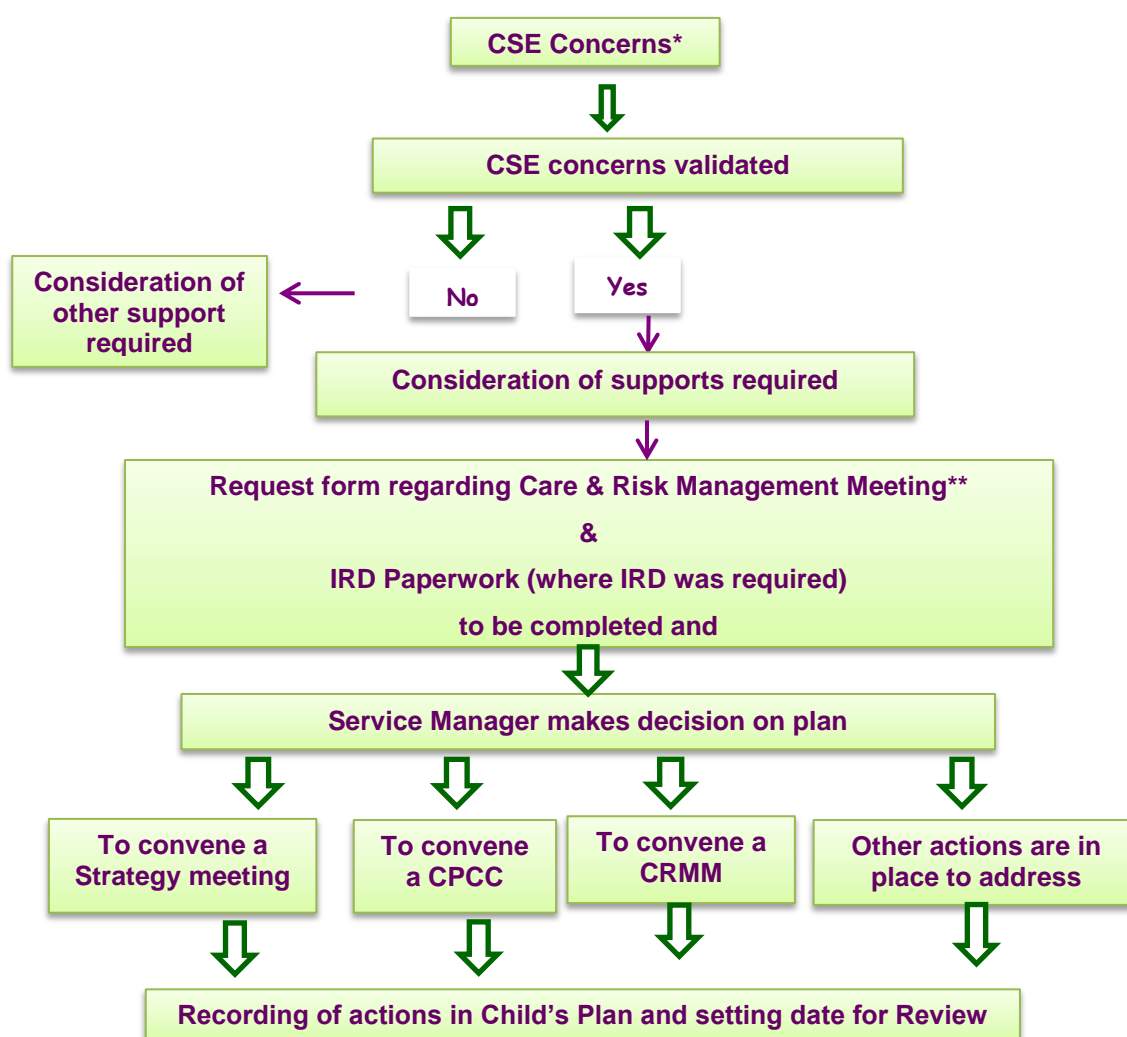 CSE Concerns*
CSE concerns validated
No
Yes
Consideration of
other support
required
Consideration of supports required
Request form regarding Care & Risk Management Meeting**
&
IRD Paperwork (where IRD was required)
to be completed and
Service Manager makes decision on plan
To convene a
Strategy meeting
To convene
a CPCC
To convene a
CRMM
Other actions are in
place to address
Recording of actions in Child's Plan and setting date for Review